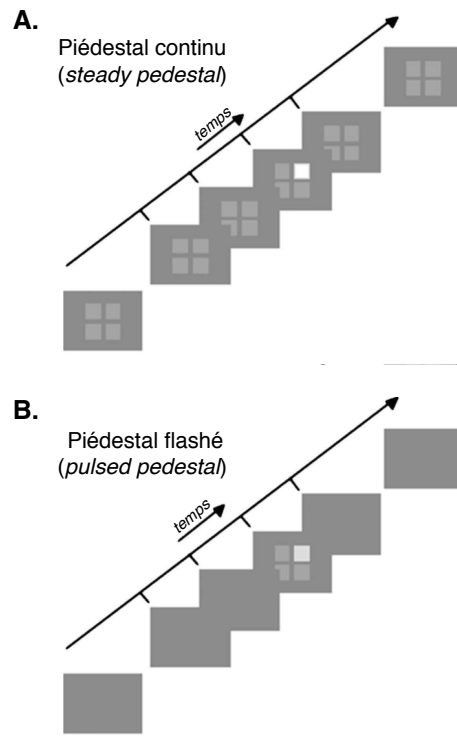 A.
Piédestal continu
(steady pedestal)
temps
B.
Piédestal flashé
(pulsed pedestal)
temps